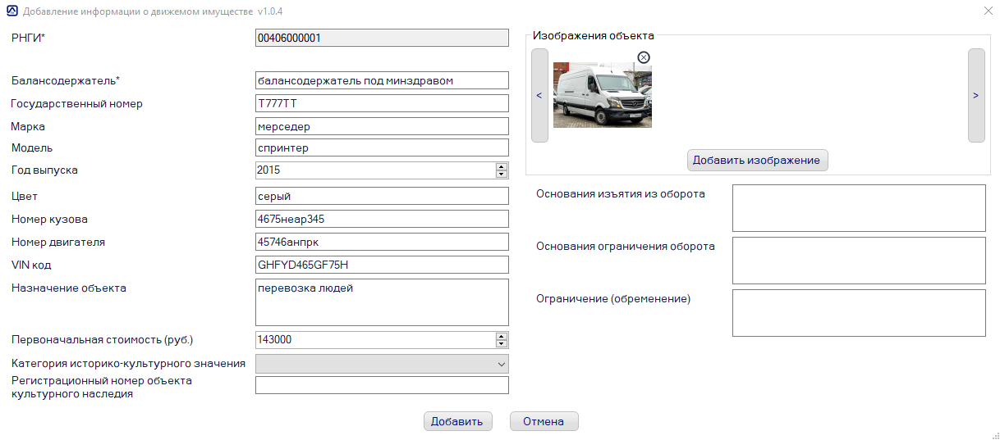 Добавление информации о движемом имуществе v1.0.4
РНГИ* 00406000001
Балансодержатель* балансодержатель под минздравом
Государственный номер Т777ТТ
Марка мерседер
Модель спринтер
Год выпуска 2015
Цвет серый
Номер кузова 4675неар345
Номер двигателя 45746анпрк
VIN код GHFYD465GF75H
Назначение объекта перевозка людей
Первоначальная стоимость (руб.) 143000
Категория историко-культурного значения
Регистрационный номер объекта
культурного наследия
Изображения объекта
< >
Добавить изображение
Основания изъятия из оборота
Основания ограничения оборота
Ограничение (обременение)
Добавить Отмена